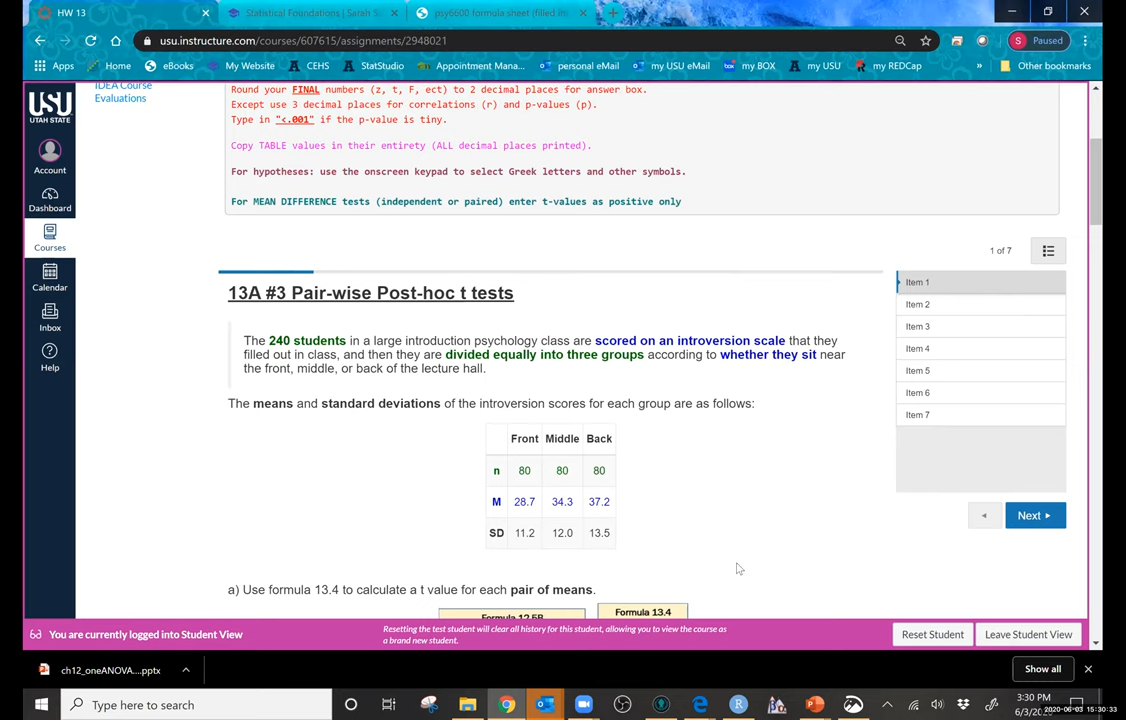 HW 13
Statistical Foundations | Sarah S
psy6600 formula sheet (filled in
usu.instructure.com/courses/607615/assignments/2948021
Paused
Apps
Home
eBooks
My Website
CEHS
StatStudio
Appointment Mana...
personal eMail
my USU eMail
my BOX
my USU
my REDCap
»
Other bookmarks
USU
UTAH STATE
Account
Dashboard
Courses
Calendar
Inbox
Help
IDEA Course
Evaluations
Round your FINAL numbers (z, t, F, ect) to 2 decimal places for answer box.
Except use 3 decimal places for correlations (r) and p-values (p).
Type in "<.001" if the p-value is tiny.
Copy TABLE values in their entirety (ALL decimal places printed).
For hypotheses: use the onscreen keypad to select Greek letters and other symbols.
For MEAN DIFFERENCE tests (independent or paired) enter t-values as positive only
1 of 7
Item 1
Item 2
Item 3
Item 4
Item 5
Item 6
Item 7
Next
13A #3 Pair-wise Post-hoc t tests
The 240 students in a large introduction psychology class are scored on an introversion scale that they
filled out in class, and then they are divided equally into three groups according to whether they sit near
the front, middle, or back of the lecture hall.
The means and standard deviations of the introversion scores for each group are as follows:
Front Middle Back
n 80 80 80
M 28.7 34.3 37.2
SD 11.2 12.0 13.5
a) Use formula 13.4 to calculate a t value for each pair of means.
Formula 12.5B
Formula 13.4
You are currently logged into Student View
Resetting the test student will clear all history for this student, allowing you to view the course as
a brand new student.
Reset Student
Leave Student View
ch12_oneANOVA....pptx
Show all
Type here to search
3:30 PM
2020-06-03 15:30:33